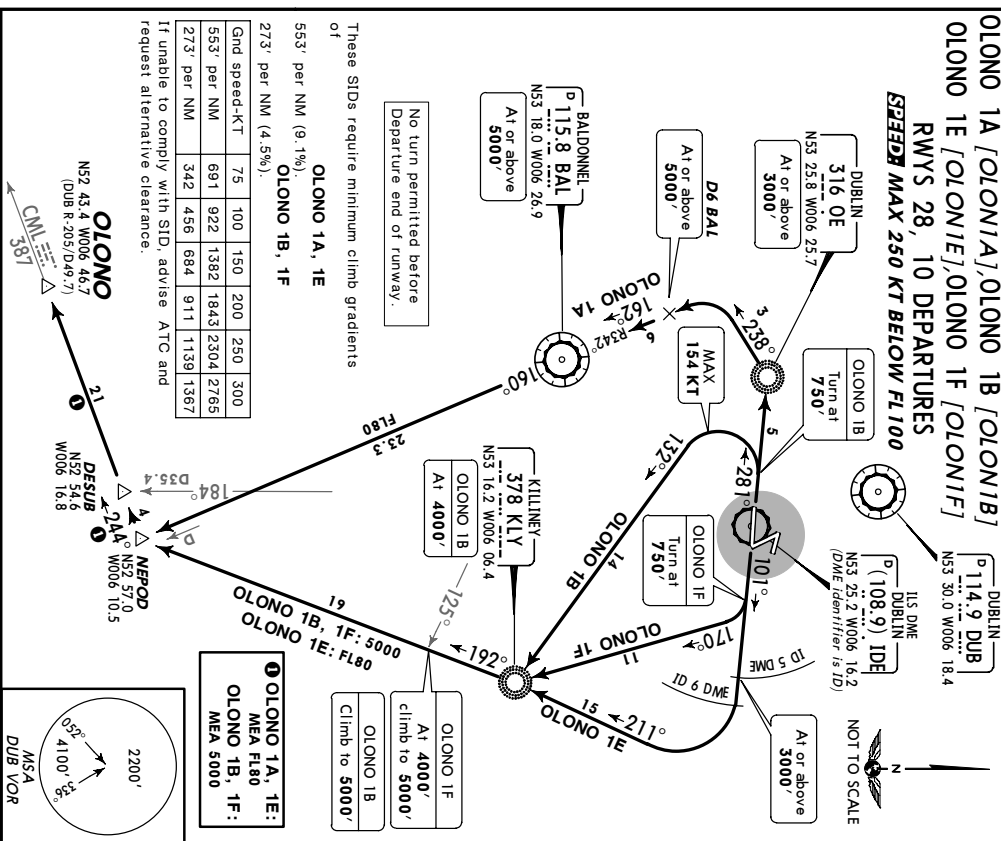 OLONO 1A [OLON1A],OLONO 1B [OLON1B]
OLONO 1E [OLON1E],OLONO 1F [OLON1F]
RWYS 28, 10 DEPARTURES
SPEED: MAX 250 KT BELOW FL100
DUBLIN
D 114.9 DUB
N53 30.0 W006 18.4
N
NOT TO SCALE
ILS DME
DUBLIN
D (108.9) IDE
N53 25.2 W006 16.2
(DME identifier is ID)
DUBLIN
316 OE
N53 25.8 W006 25.7
At or above
3000'
OLONO 1B
Turn at
750'
At or above
3000'
ID 5 DME
ID 6 DME
D6 BAL
At or above
5000'
3
238°
5
281°
101°
MAX
154 KT
OLONO 1F
Turn at
750'
OLONO 1A
162°
R342°
6
132°
OLONO 1B
14
170°
OLONO 1F
11
211°
15
OLONO 1E
BALDONNEL
D 115.8 BAL
N53 18.0 W006 26.9
At or above
5000'
160°
FL80
23.3
KILLINEY
378 KLY
N53 16.2 W006 06.4
OLONO 1B
At 4000'
125°
192°
OLONO 1F
At 4000'
climb to 5000'
OLONO 1B
Climb to 5000'
19
OLONO 1B, 1F: 5000
OLONO 1E: FL80
No turn permitted before
Departure end of runway.
These SIDs require minimum climb gradients
of
OLONO 1A, 1E
553' per NM (9.1%).
OLONO 1B, 1F
273' per NM (4.5%).
Gnd speed-KT 75 100 150 200 250 300
553' per NM 691 922 1382 1843 2304 2765
273' per NM 342 456 684 911 1139 1367
If unable to comply with SID, advise ATC and
request alternative clearance.
184°
D35.4
D
NEPOD
N52 57.0
W006 10.5
4
244°
1
DESUB
N52 54.6
W006 16.8
21
1
OLONO
N52 43.4 W006 46.7
(DUB R-205/D49.7)
CML
387
1 OLONO 1A, 1E:
MEA FL80
OLONO 1B, 1F:
MEA 5000
2200'
052°
4100'
336°
MSA
DUB VOR